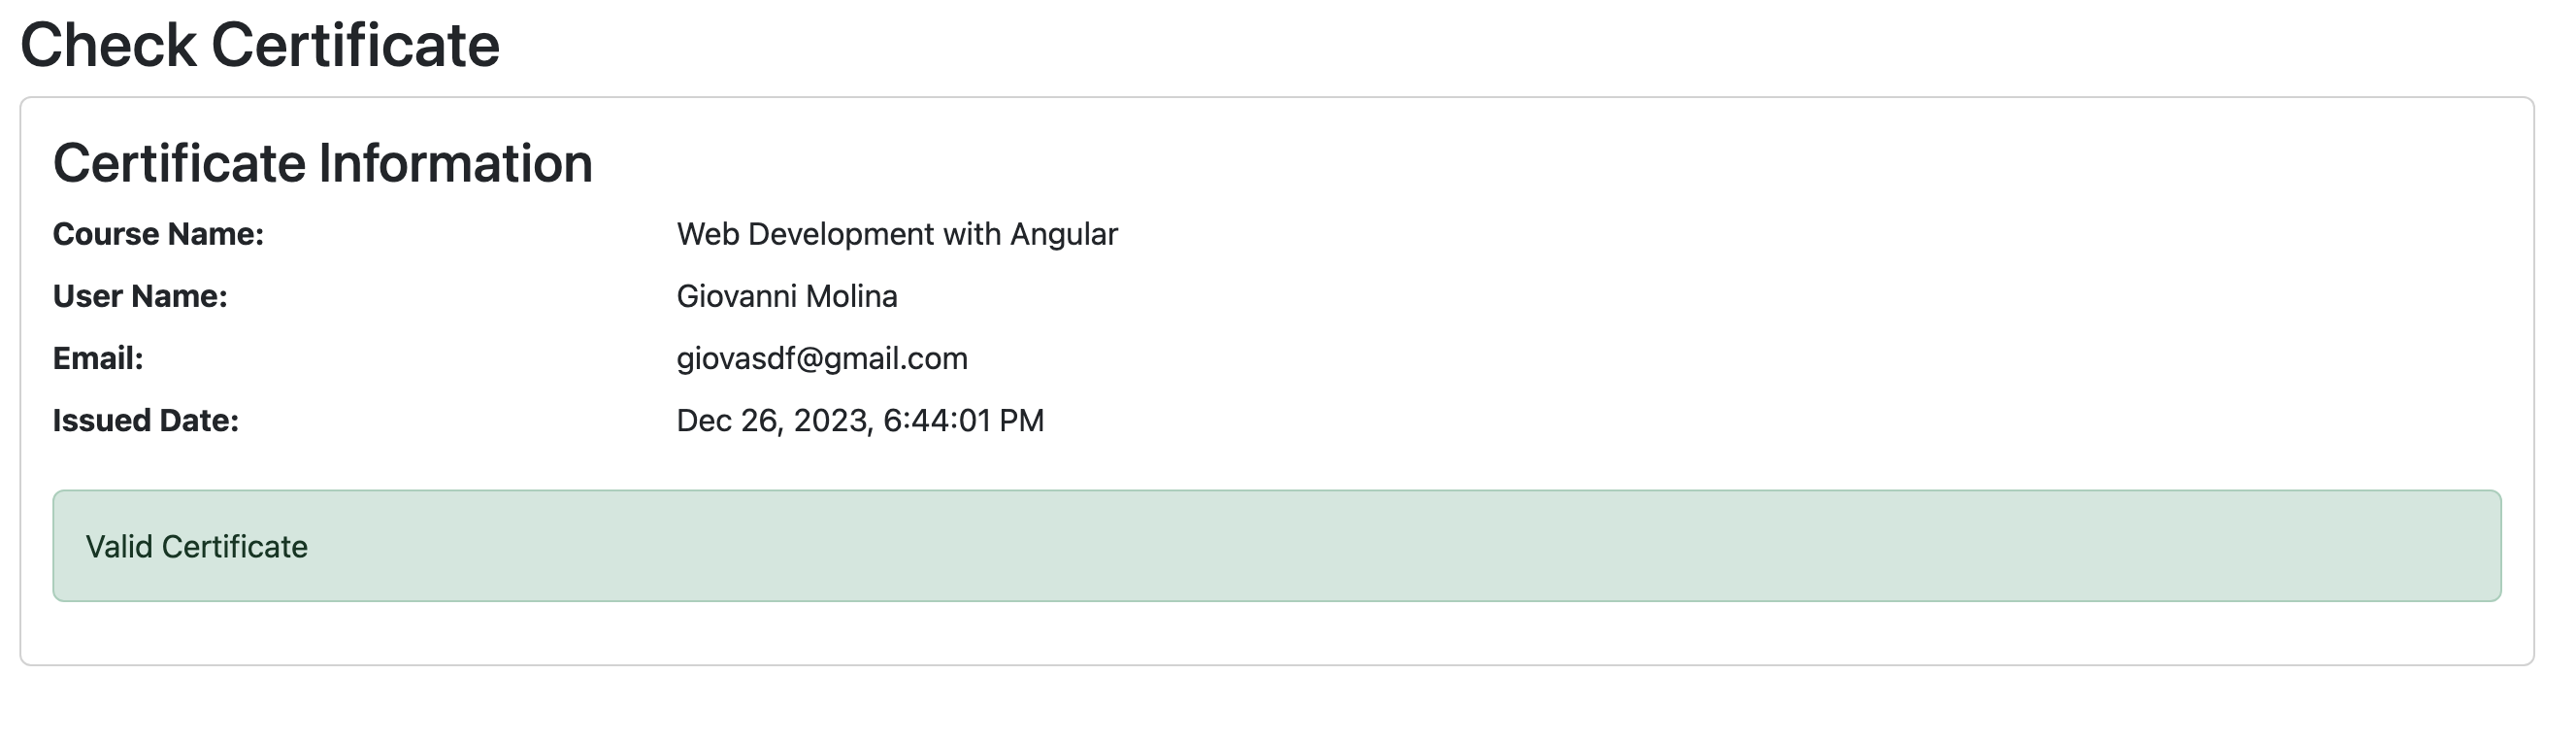 Check Certificate
Certificate Information
Course Name: Web Development with Angular
User Name: Giovanni Molina
Email: giovasdf@gmail.com
Issued Date: Dec 26, 2023, 6:44:01 PM
Valid Certificate